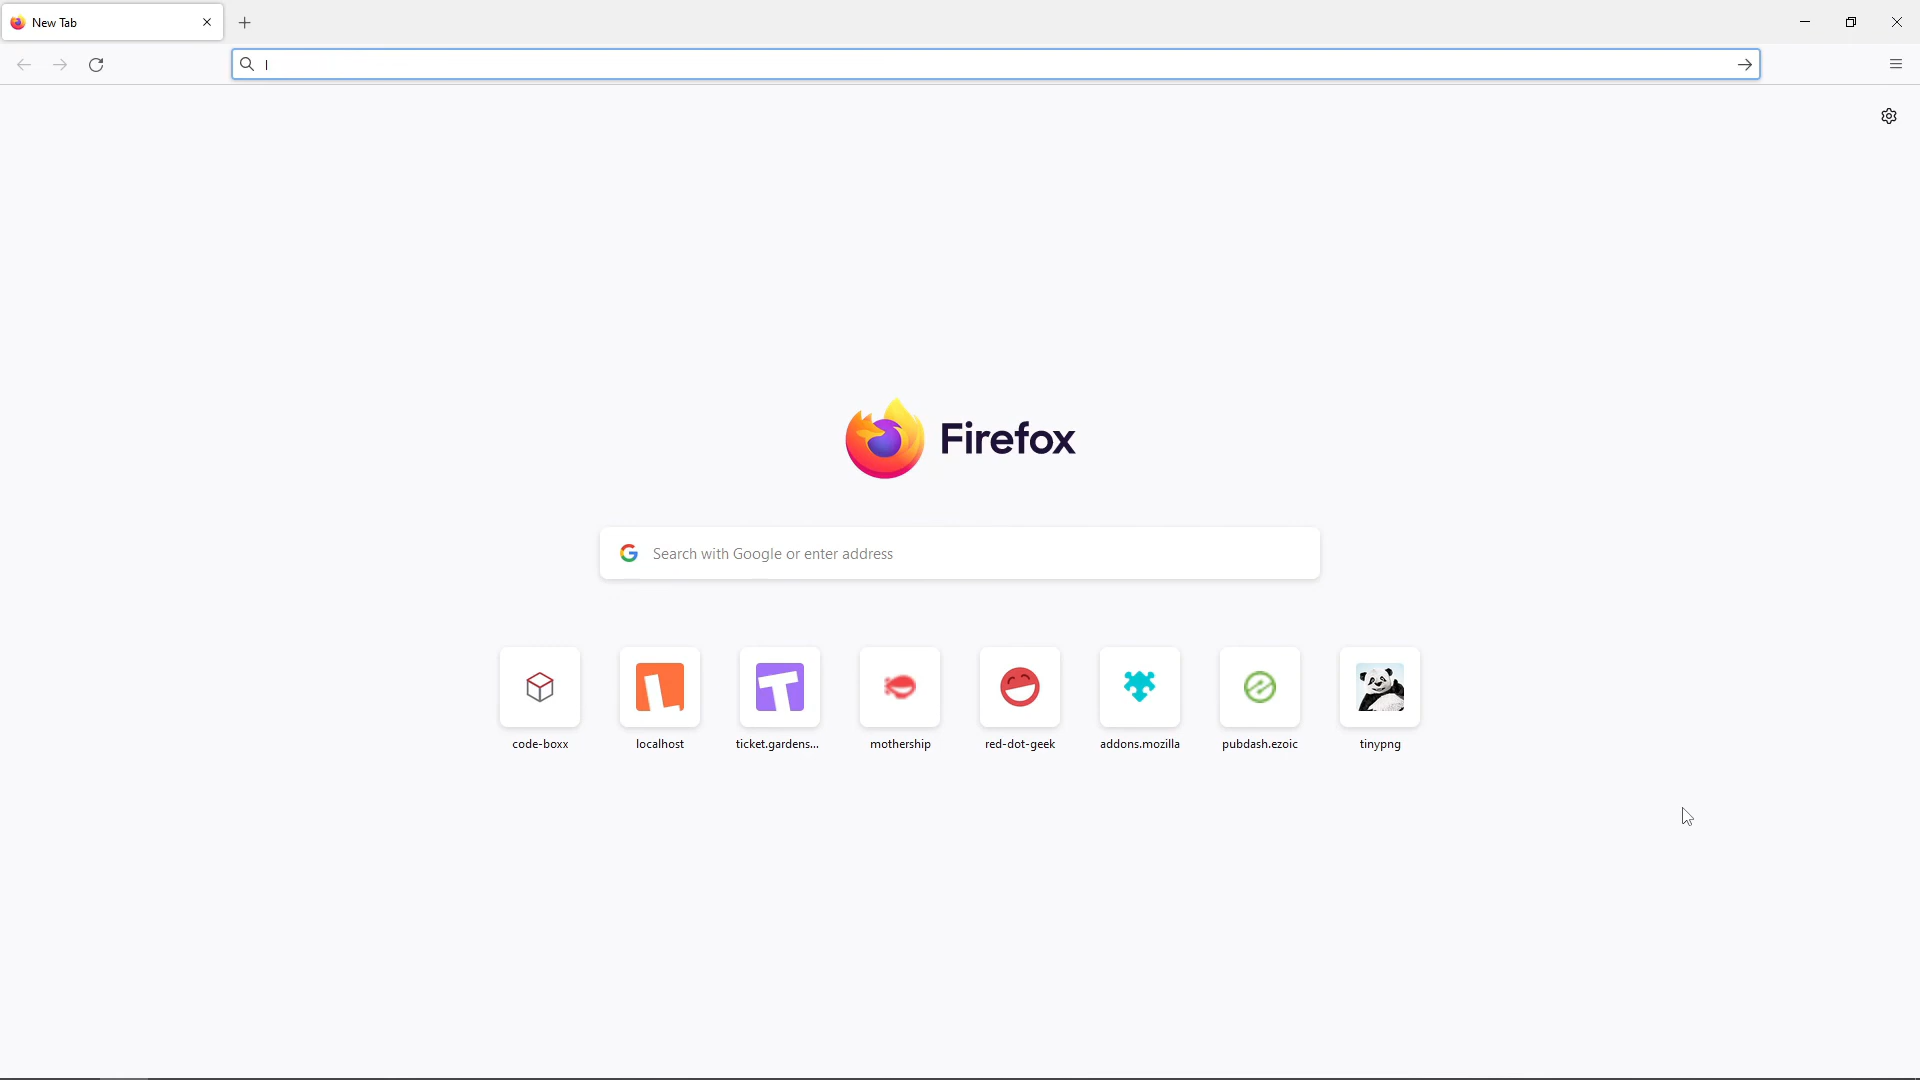 New Tab
Firefox
Search with Google or enter address
code-boxx
localhost
ticket.gardens...
mothership
red-dot-geek
addons.mozilla
pubdash.ezoic
tinypng